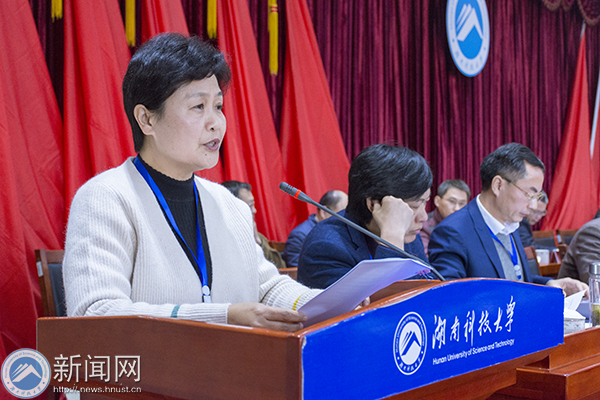 湖南科技大学
Hunan University of Science and Technology
新闻网
http://news.hnust.cn